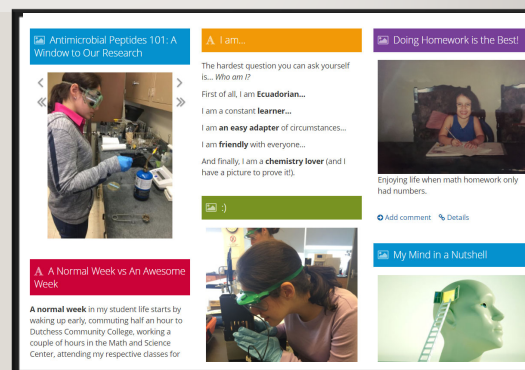 Antimicrobial Peptides 101: A
Window to Our Research
A Normal Week vs An Awesome
Week
A normal week in my student life starts by
waking up early, commuting half an hour to
Dutchess Community College, working a
couple of hours in the Math and Science
Center, attending my respective classes for
I am...
The hardest question you can ask yourself
is... Who am I?
First of all, I am Ecuadorian...
I am a constant learner...
I am an easy adapter of circumstances...
I am friendly with everyone...
And finally, I am a chemistry lover (and I
have a picture to prove it!).
:)
Doing Homework is the Best!
Enjoying life when math homework only
had numbers.
Add comment Details
My Mind in a Nutshell